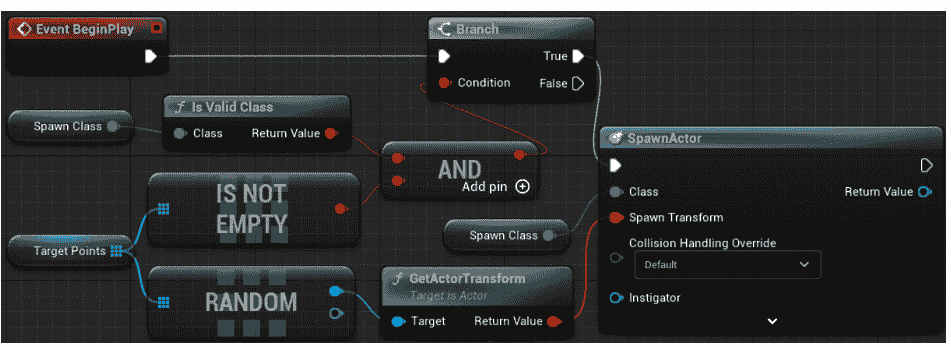 Event BeginPlay
Branch
True
Condition
False
Spawn Class
f Is Valid Class
Class
Return Value
AND
Add pin
IS NOT
EMPTY
Spawn Class
Target Points
RANDOM
f GetActorTransform
Target is Actor
Target
Return Value
SpawnActor
Class
Return Value
Spawn Transform
Collision Handling Override
Default
Instigator